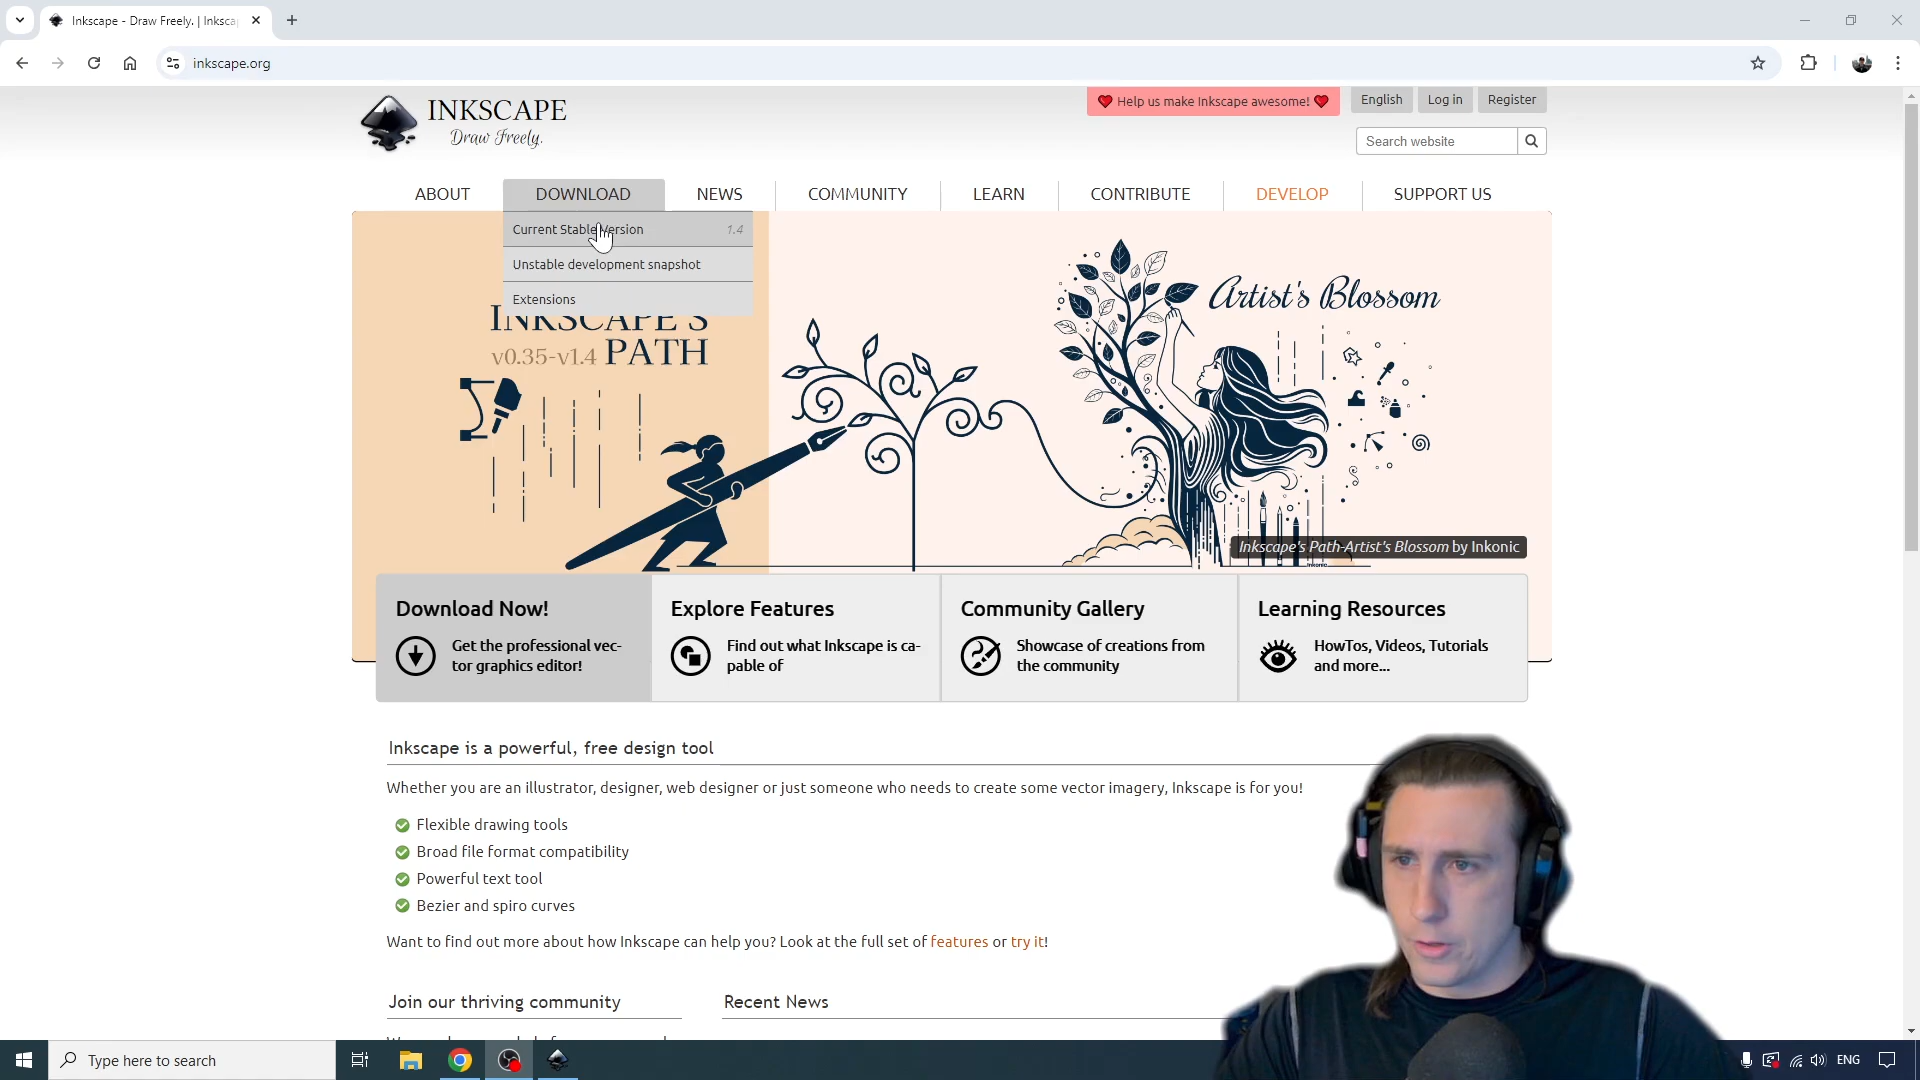 Inkscape - Draw Freely. | Inksca
inkscape.org
INKSCAPE
Draw Freely.
Help us make Inkscape awesome!
English
Log in
Register
Search website
ABOUT
DOWNLOAD
NEWS
COMMUNITY
LEARN
CONTRIBUTE
DEVELOP
SUPPORT US
Current Stable Version 1.4
Unstable development snapshot
Extensions
INKSCAPE'S
v0.35-v1.4 PATH
Artist's Blossom
Inkscape's Path-Artist's Blossom by Inkonic
Download Now!
Get the professional vec-
tor graphics editor!
Explore Features
Find out what Inkscape is ca-
pable of
Community Gallery
Showcase of creations from
the community
Learning Resources
HowTos, Videos, Tutorials
and more...
Inkscape is a powerful, free design tool
Whether you are an illustrator, designer, web designer or just someone who needs to create some vector imagery, Inkscape is for you!
Flexible drawing tools
Broad file format compatibility
Powerful text tool
Bezier and spiro curves
Want to find out more about how Inkscape can help you? Look at the full set of features or try it!
Join our thriving community
Recent News
Type here to search
ENG